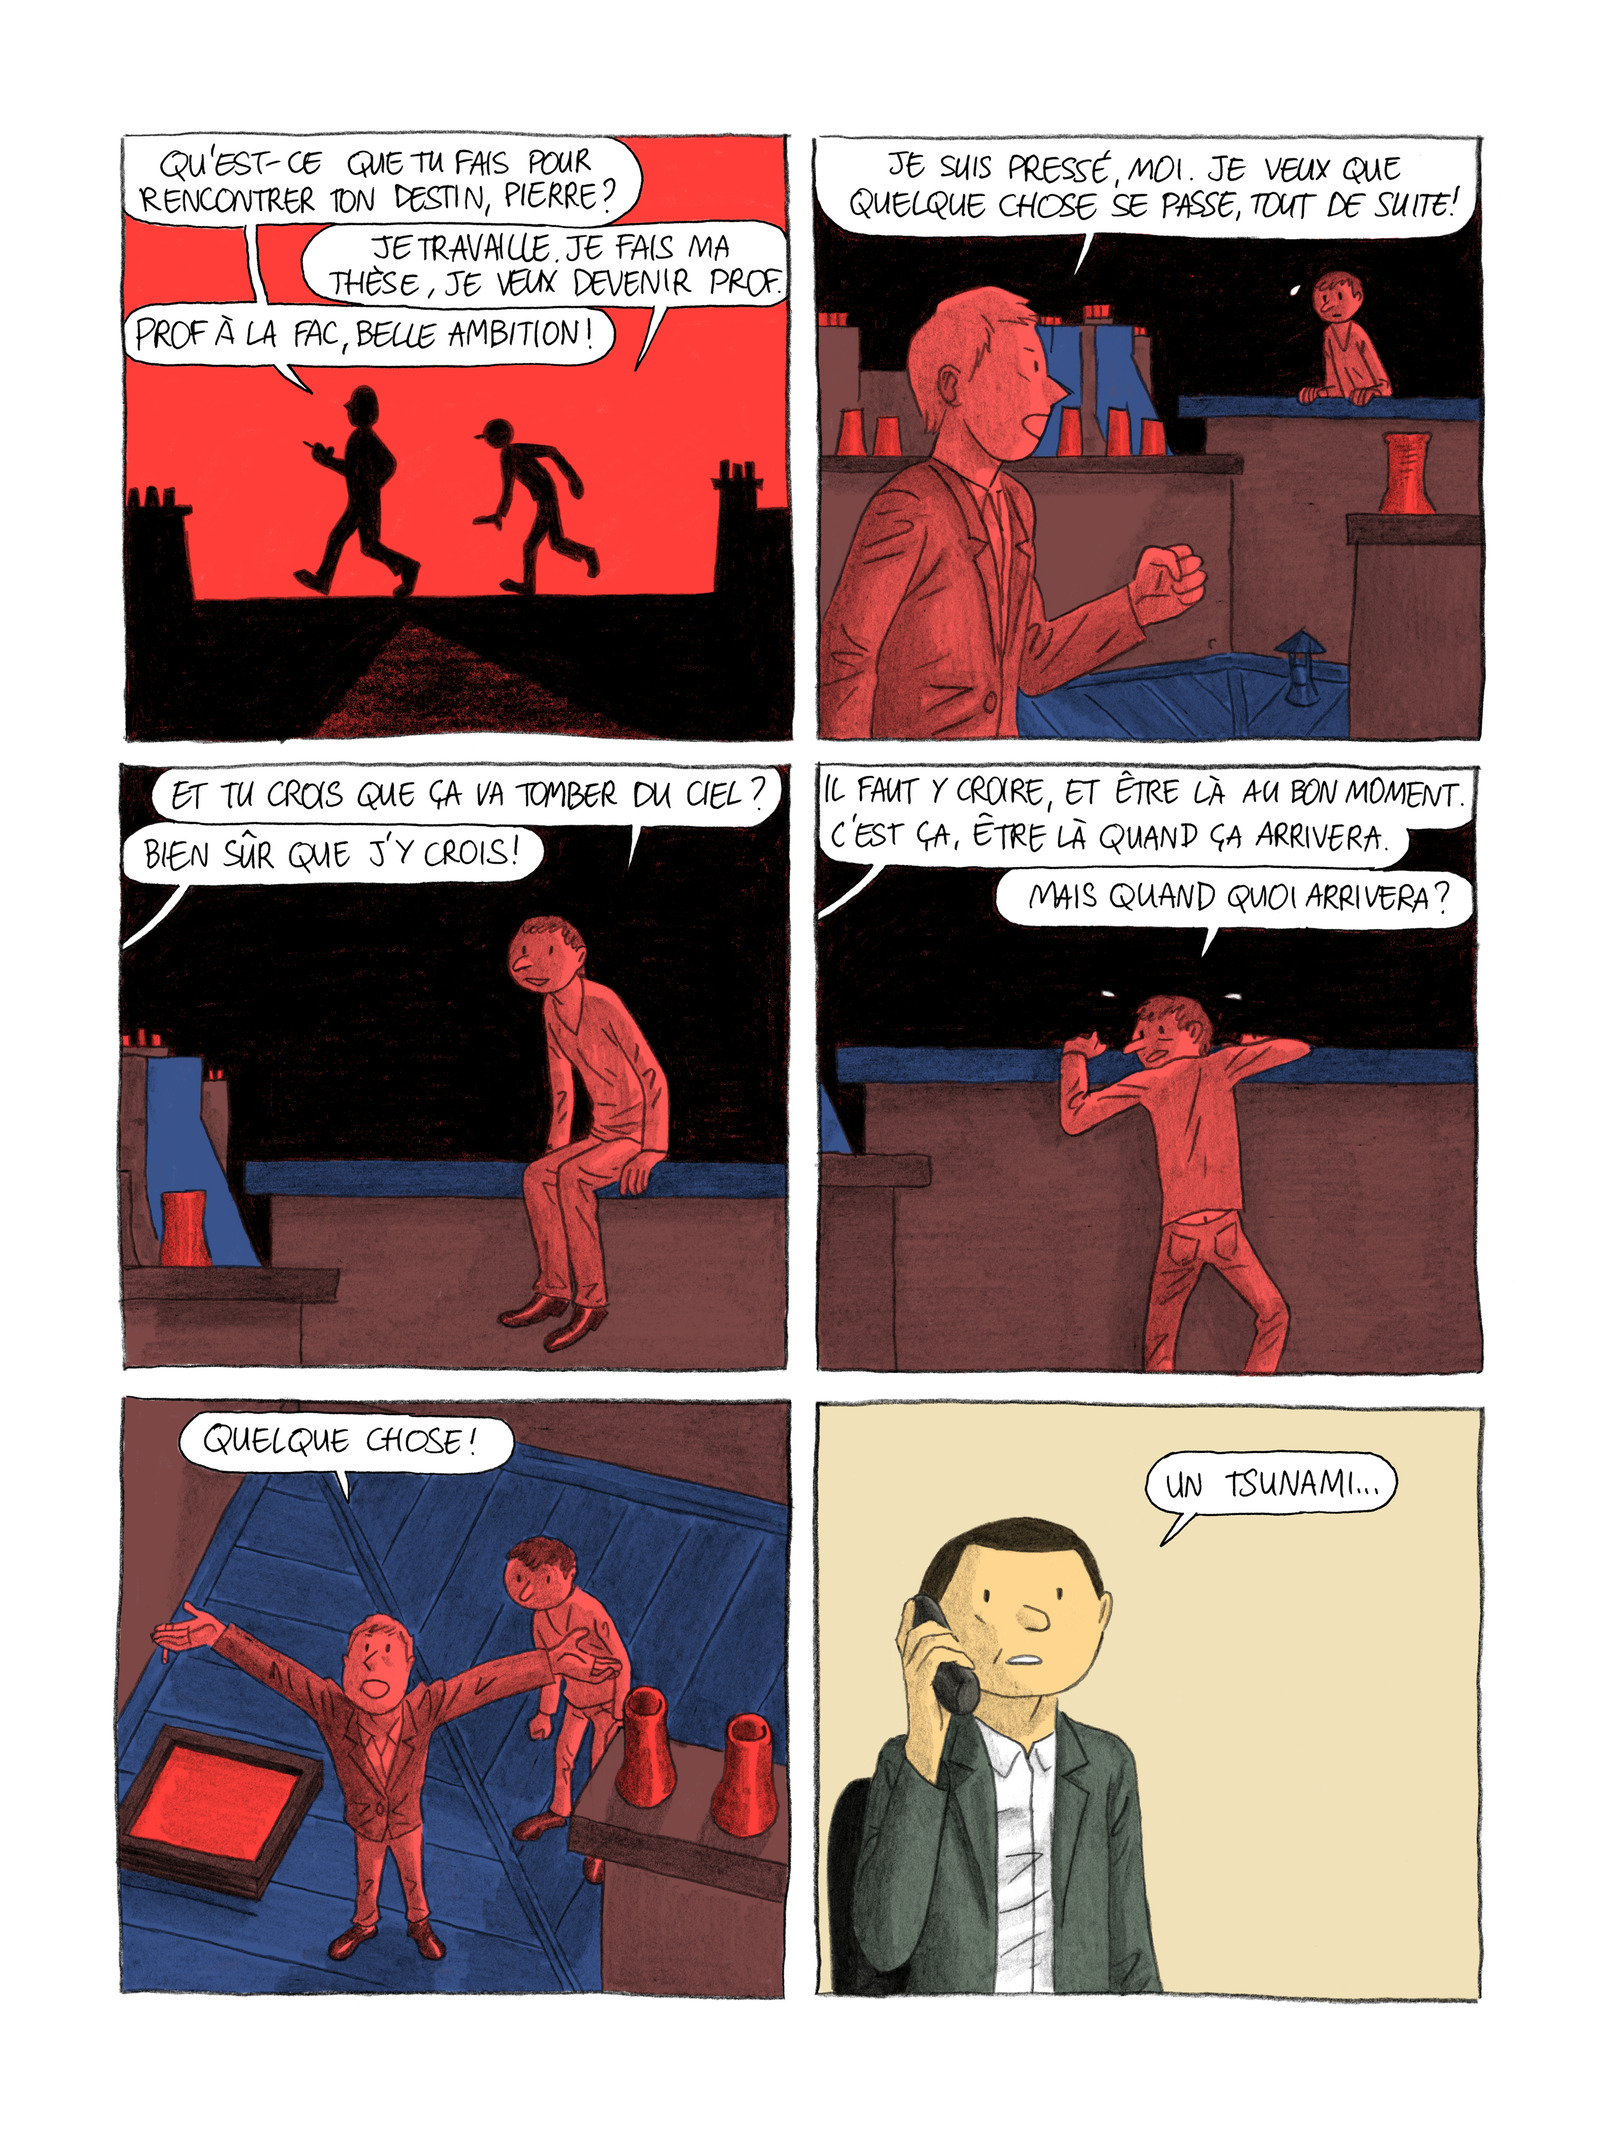 QU'EST-CE QUE TU FAIS POUR
RENCONTRER TON DESTIN, PIERRE?
JE TRAVAILLE. JE FAIS MA
THÈSE, JE VEUX DEVENIR PROF.
PROF À LA FAC, BELLE AMBITION!
JE SUIS PRESSÉ, MOI. JE VEUX QUE
QUELQUE CHOSE SE PASSE, TOUT DE SUITE!
ET TU CROIS QUE ÇA VA TOMBER DU CIEL?
BIEN SÛR QUE J'Y CROIS!
IL FAUT Y CROIRE, ET ÊTRE LÀ AU BON MOMENT.
C'EST ÇA, ÊTRE LÀ QUAND ÇA ARRIVERA.
MAIS QUAND QUOI ARRIVERA?
QUELQUE CHOSE!
UN TSUNAMI...